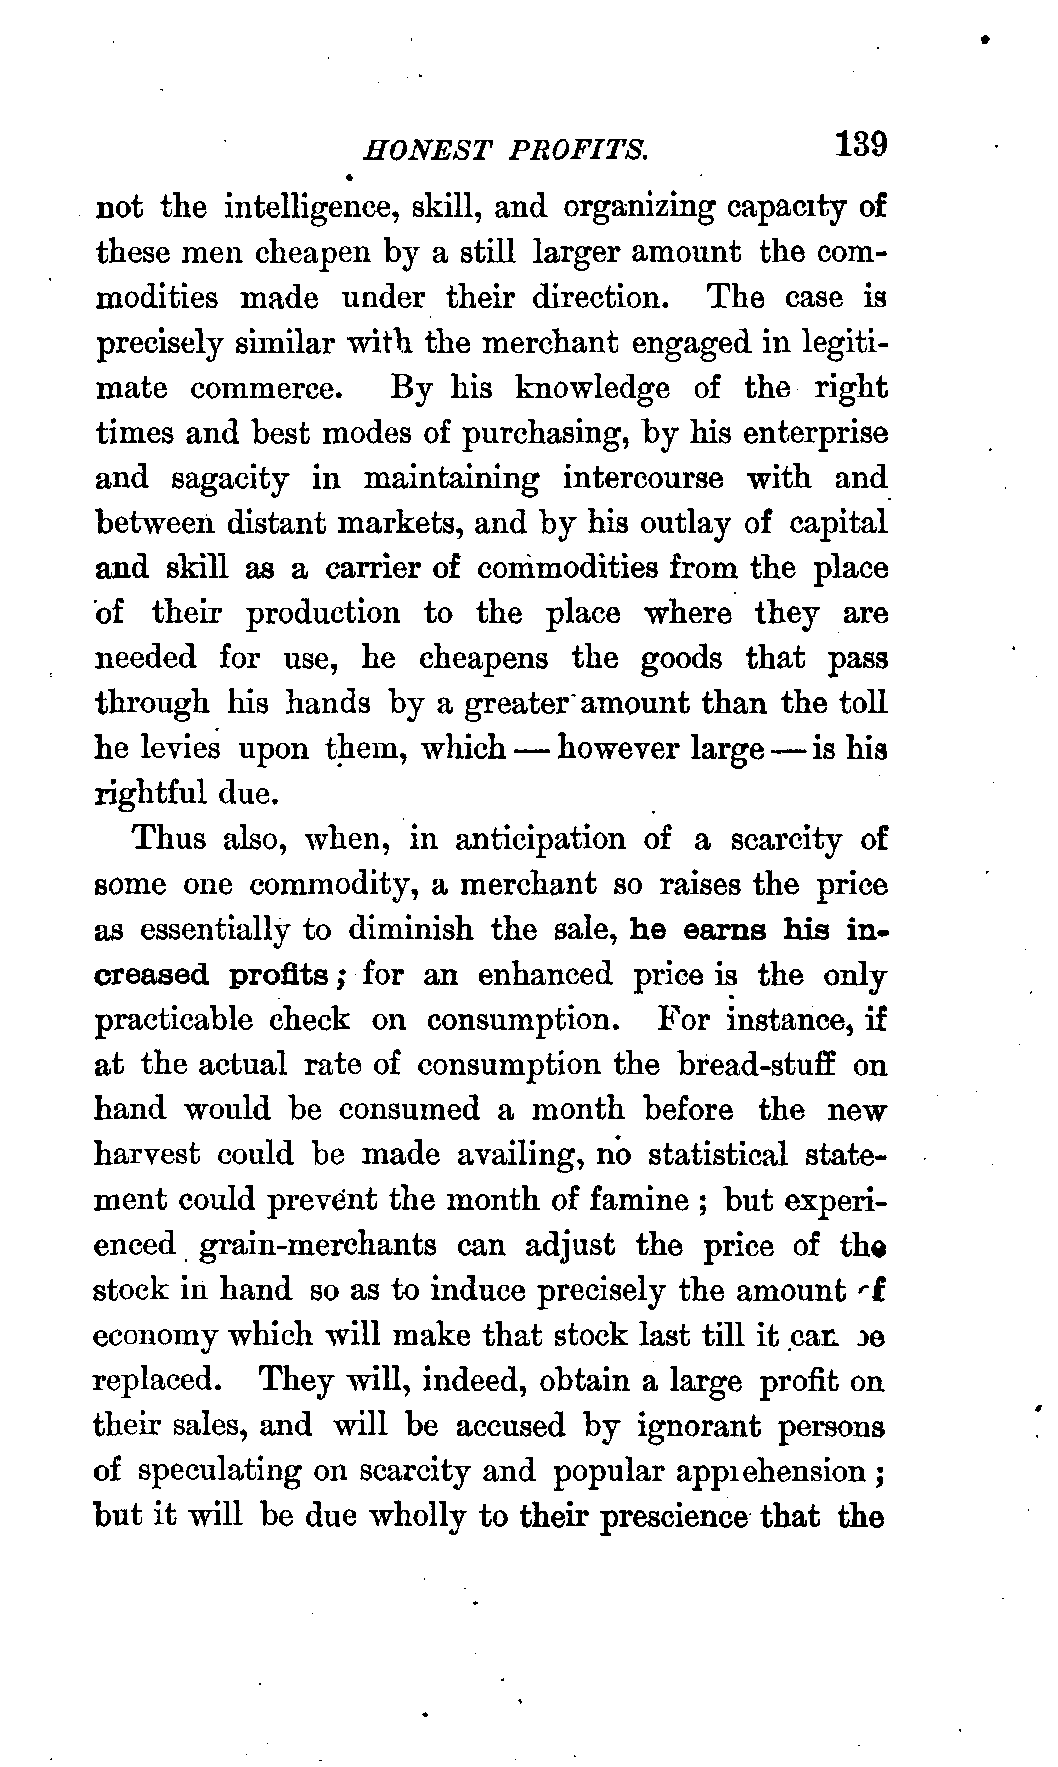 HONEST PROFITS. 139
not the intelligence, skill, and organizing capacity of
these men cheapen by a still larger amount the com-
modities made under their direction. The case is
precisely similar with the merchant engaged in legiti-
mate commerce. By his knowledge of the right
times and best modes of purchasing, by his enterprise
and sagacity in maintaining intercourse with and
between distant markets, and by his outlay of capital
and skill as a carrier of commodities from the place
of their production to the place where they are
needed for use, he cheapens the goods that pass
through his hands by a greater amount than the toll
he levies upon them, which — however large — is his
rightful due.
Thus also, when, in anticipation of a scarcity of
some one commodity, a merchant so raises the price
as essentially to diminish the sale, he earns his in-
creased profits; for an enhanced price is the only
practicable check on consumption. For instance, if
at the actual rate of consumption the bread-stuff on
hand would be consumed a month before the new
harvest could be made availing, no statistical state-
ment could prevent the month of famine; but experi-
enced grain-merchants can adjust the price of the
stock in hand so as to induce precisely the amount of
economy which will make that stock last till it can be
replaced. They will, indeed, obtain a large profit on
their sales, and will be accused by ignorant persons
of speculating on scarcity and popular apprehension;
but it will be due wholly to their prescience that the